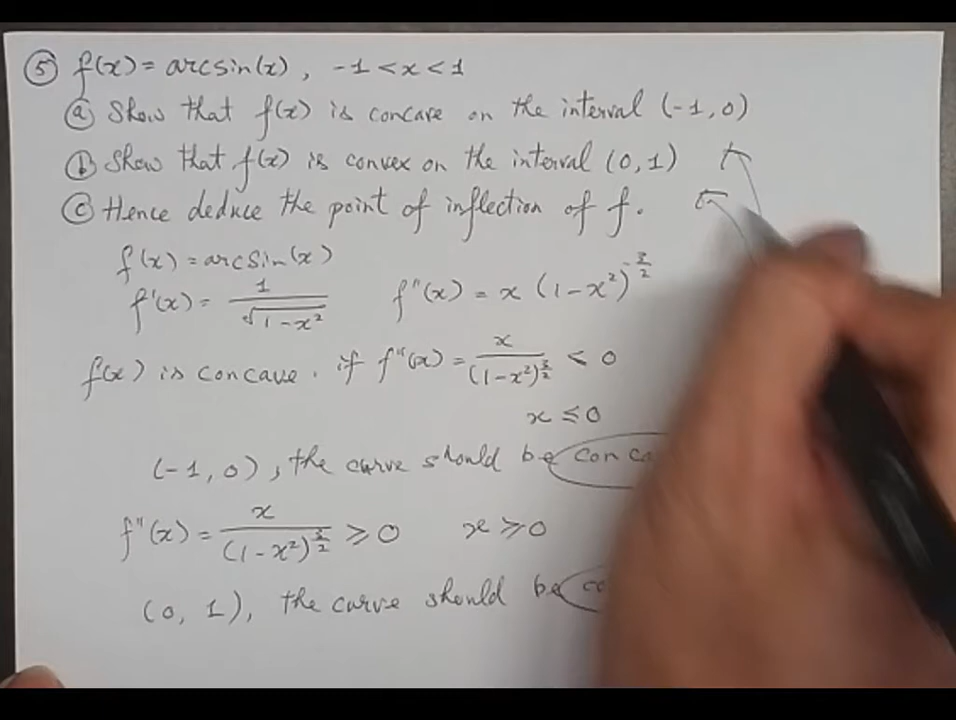 ⑤ f(x) = arcsin(x), -1 < x < 1
ⓐ Show that f(x) is concave on the interval (-1, 0)
ⓑ Show that f(x) is convex on the interval (0, 1)
ⓒ Hence deduce the point of inflection of f.
f(x) = arcsin(x)
f'(x) = 1/√(1-x²) f''(x) = x (1-x²)^(-3/2)
f(x) is concave. if f''(x) = x/(1-x²)^(3/2) < 0
x ≤ 0
(-1, 0), the curve should be
f''(x) = x/(1-x²)^(3/2) ≥ 0 x ≥ 0
(0, 1), the curve should be